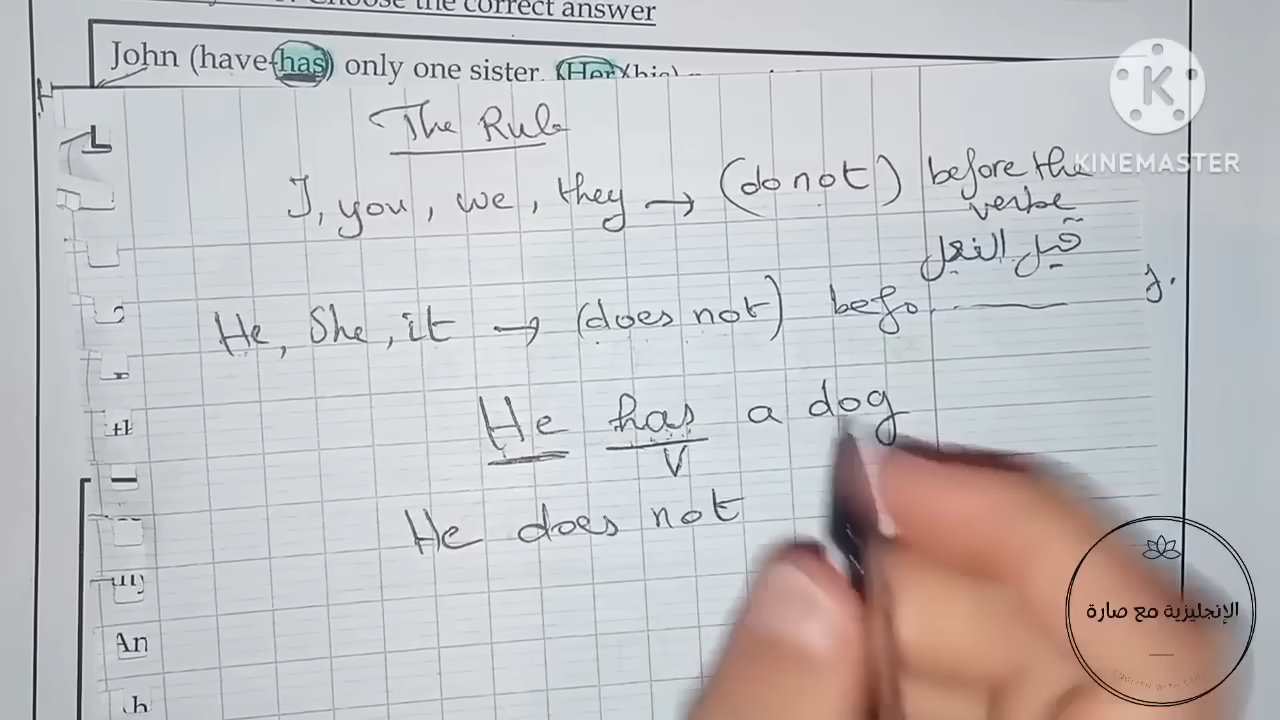 Choose the correct answer
John (have-has) only one sister. (Her/his)
The Rule
I, you, we, they → (do not) before the
verbe
قبل الفعل
He, She, it → (does not) befo
He has a dog
V
He does not
An
KINEMASTER
الإنجليزية مع صارة